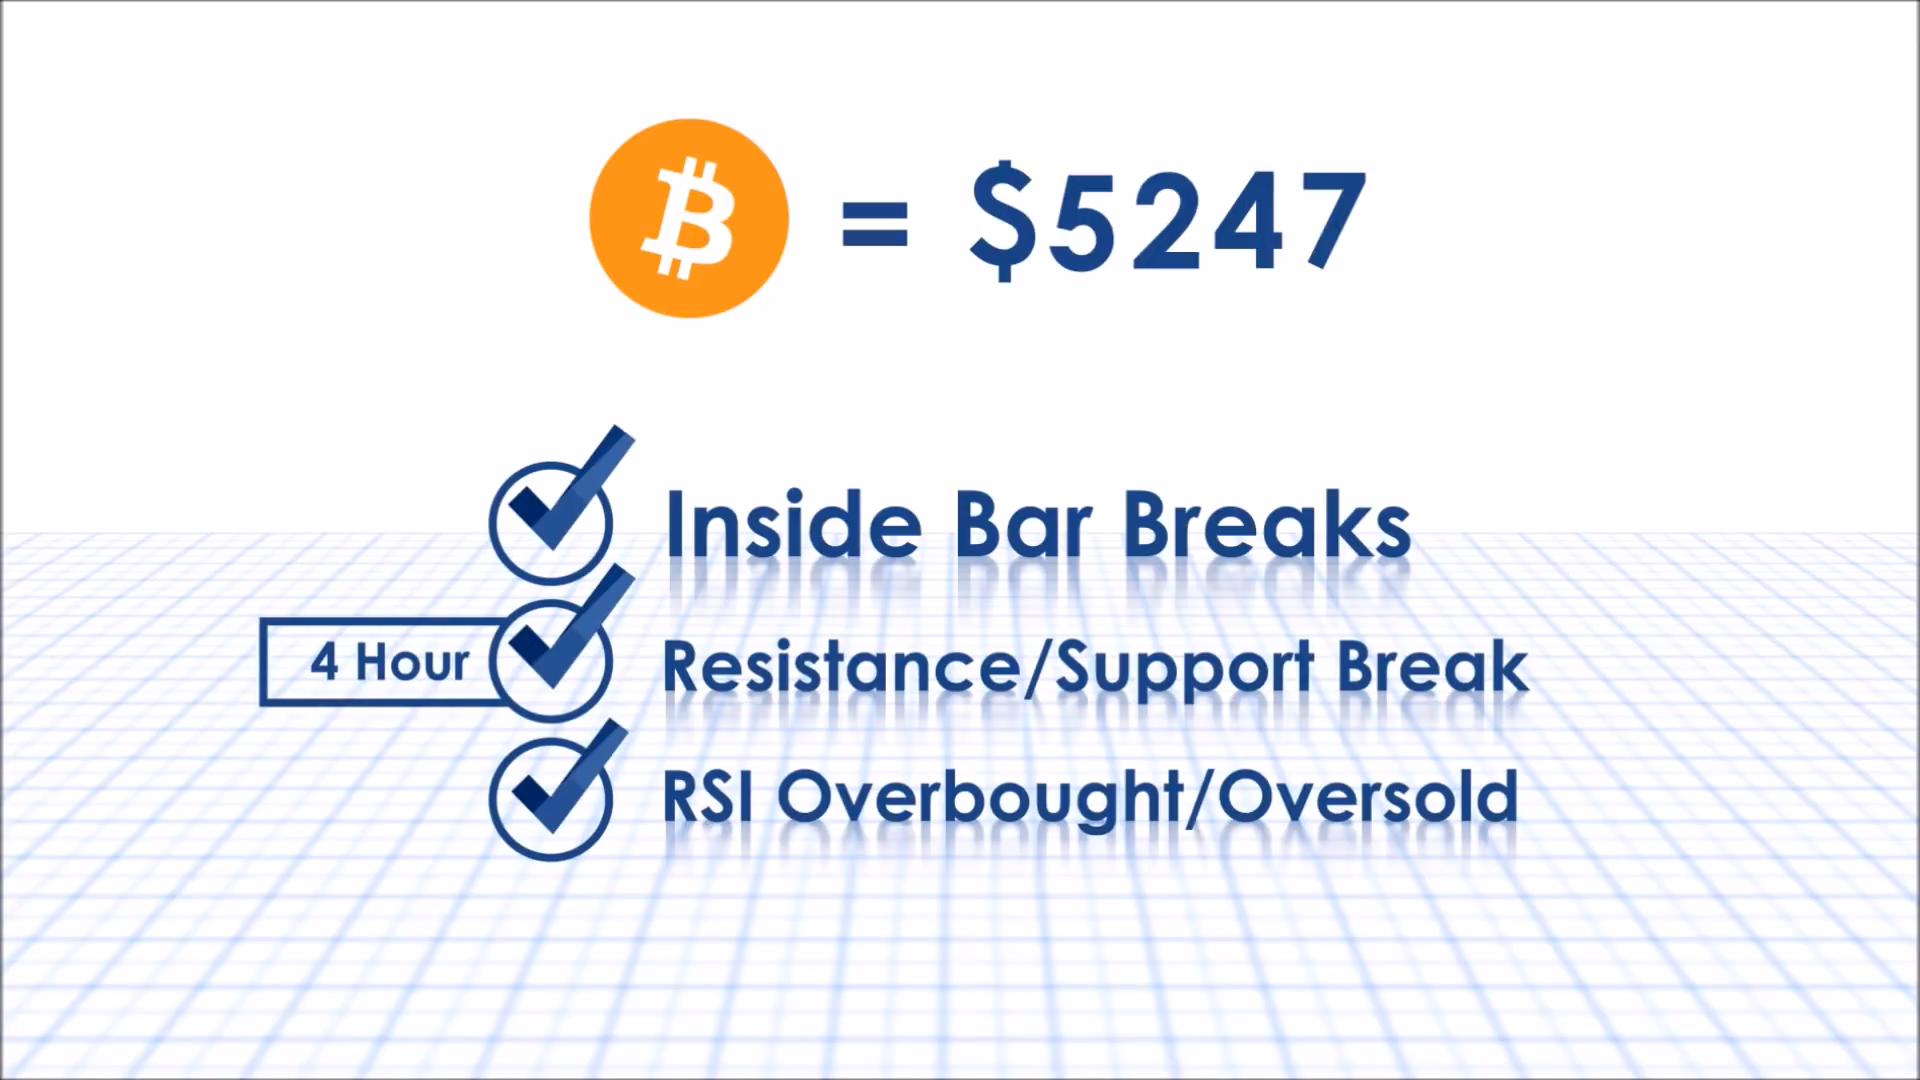 ₿ = $5247
Inside Bar Breaks
4 Hour Resistance/Support Break
RSI Overbought/Oversold